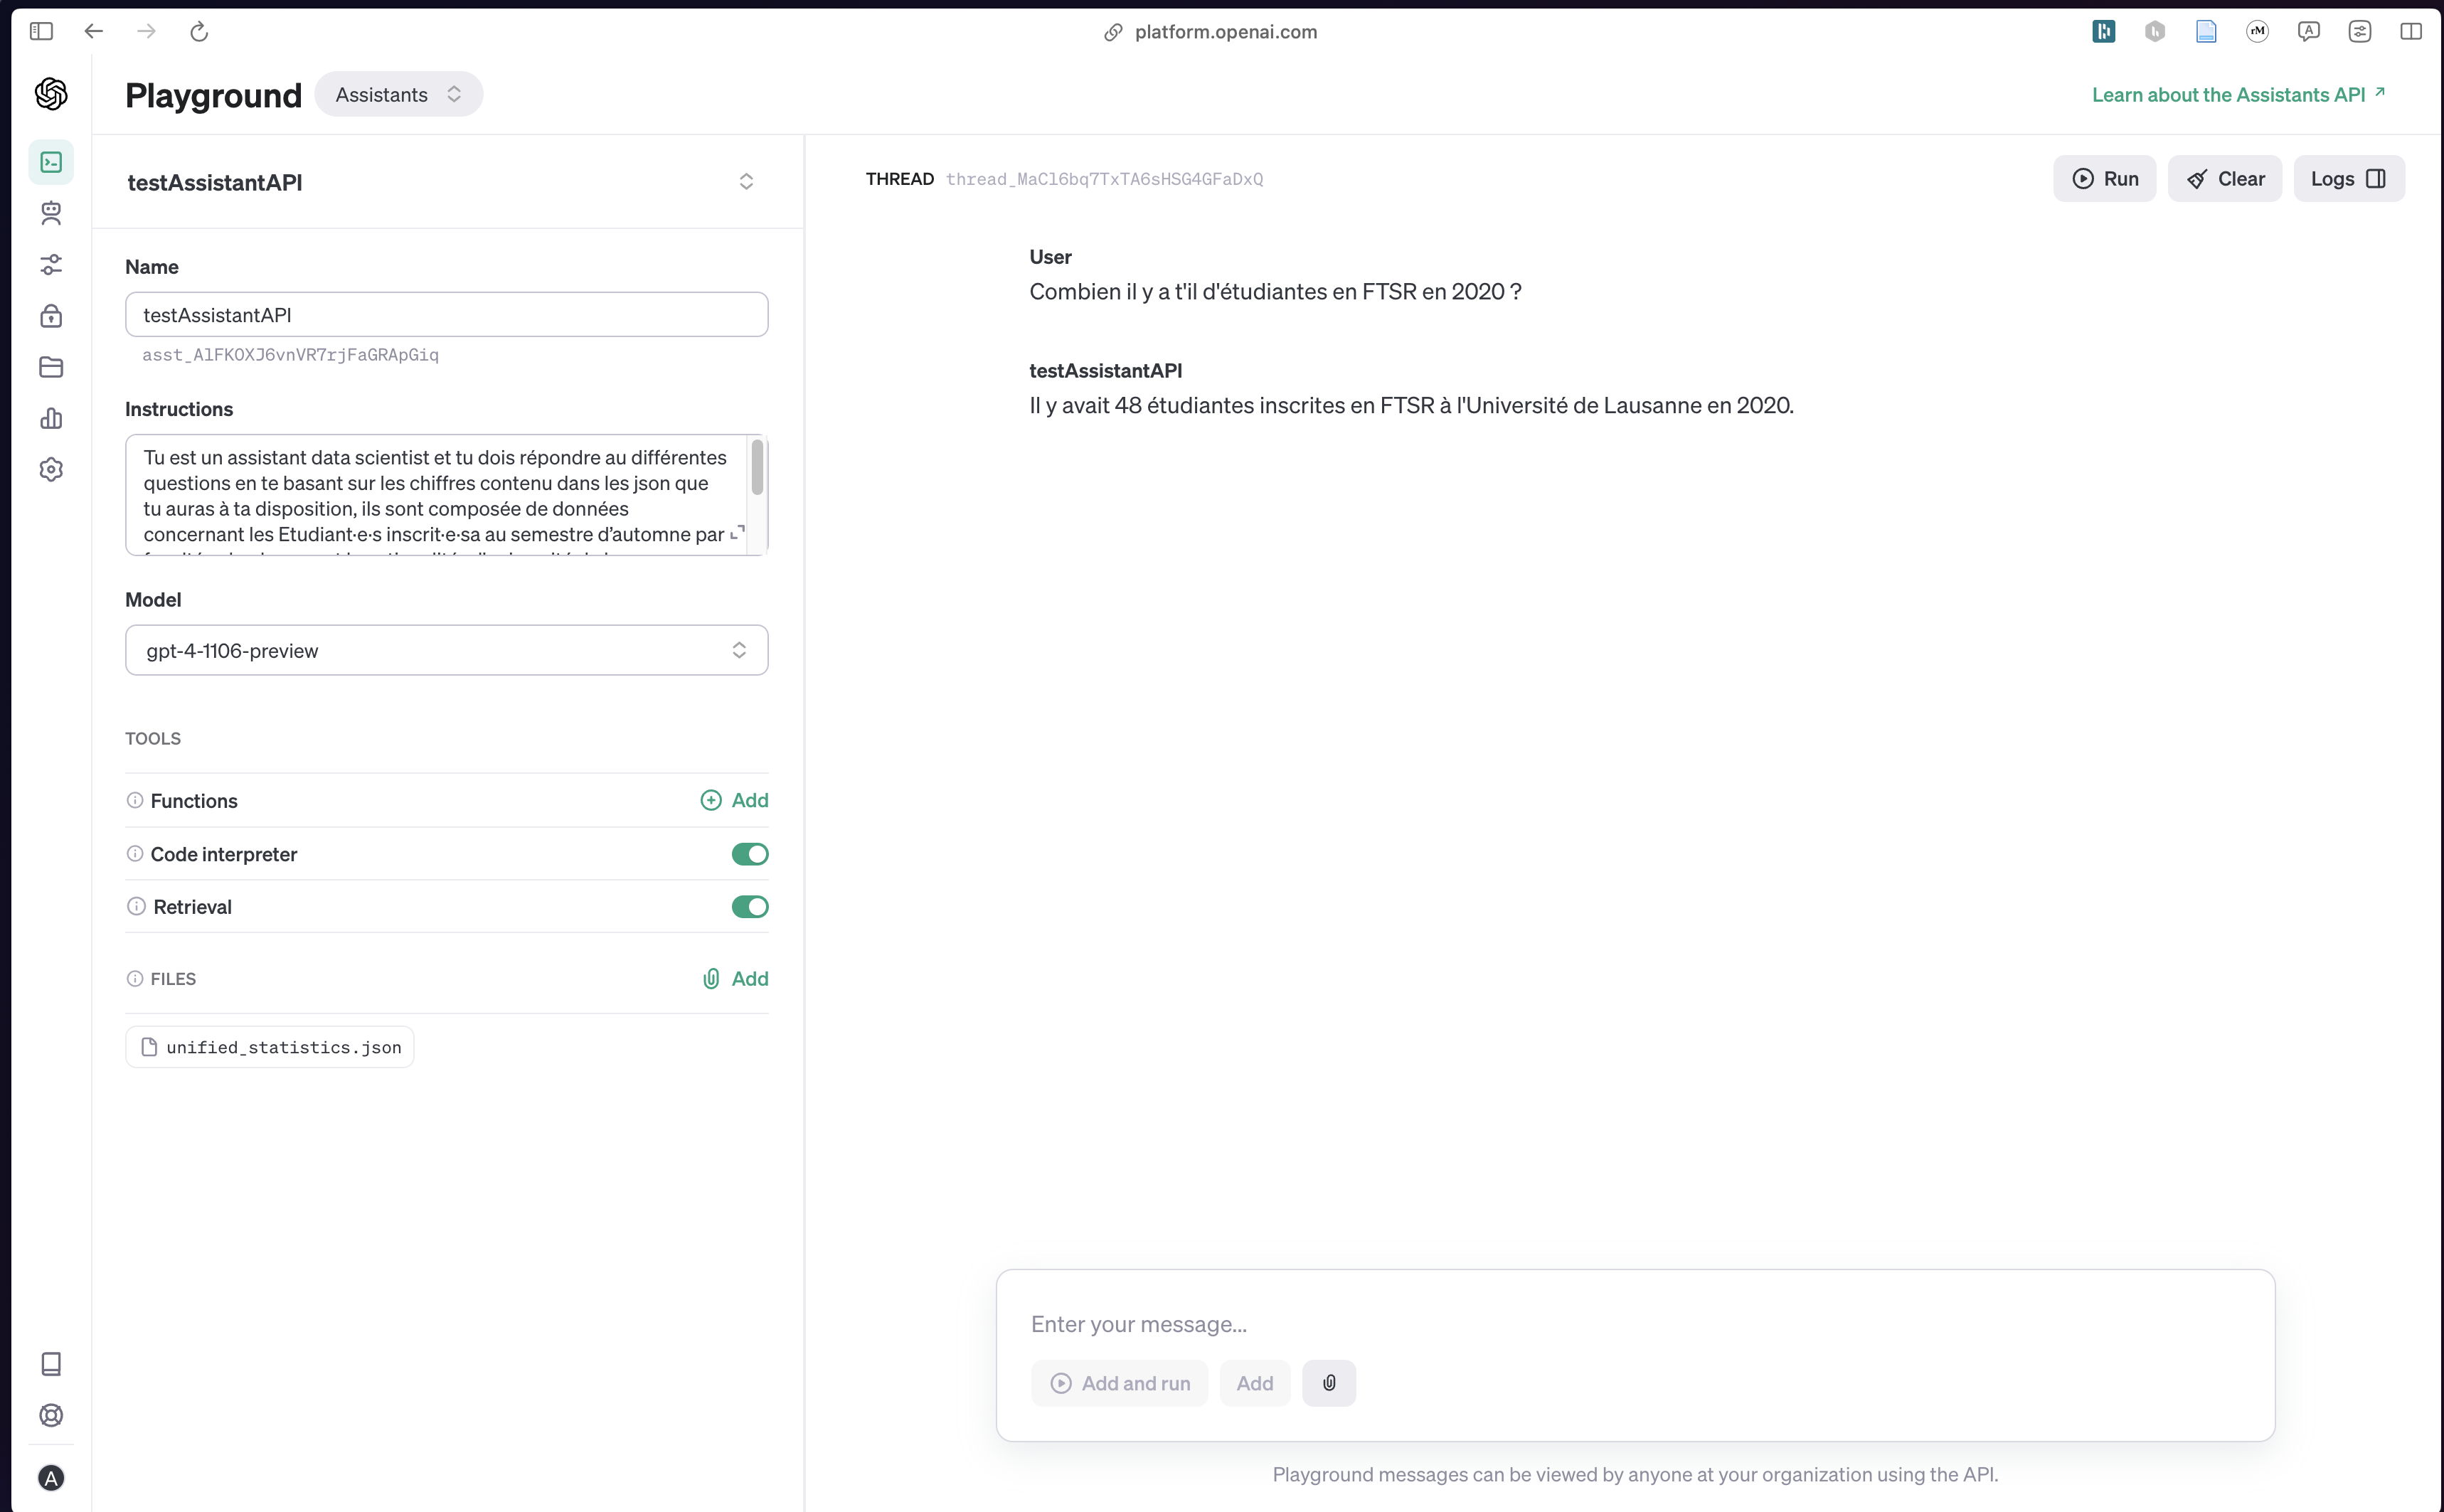 platform.openai.com
Playground
Assistants
Learn about the Assistants API
testAssistantAPI
Name
testAssistantAPI
asst_AlFKOXJ6vnVR7rjFaGRApGiq
Instructions
Tu est un assistant data scientist et tu dois répondre au différentes
questions en te basant sur les chiffres contenu dans les json que
tu auras à ta disposition, ils sont composée de données
concernant les Etudiant·e·s inscrit·e·sa au semestre d’automne par
Model
gpt-4-1106-preview
TOOLS
Functions
Add
Code interpreter
Retrieval
FILES
Add
unified_statistics.json
A
THREAD thread_MaCl6bq7TxTA6sHSG4GFaDxQ
Run
Clear
Logs
User
Combien il y a t'il d'étudiantes en FTSR en 2020 ?
testAssistantAPI
Il y avait 48 étudiantes inscrites en FTSR à l'Université de Lausanne en 2020.
Enter your message...
Add and run
Add
Playground messages can be viewed by anyone at your organization using the API.